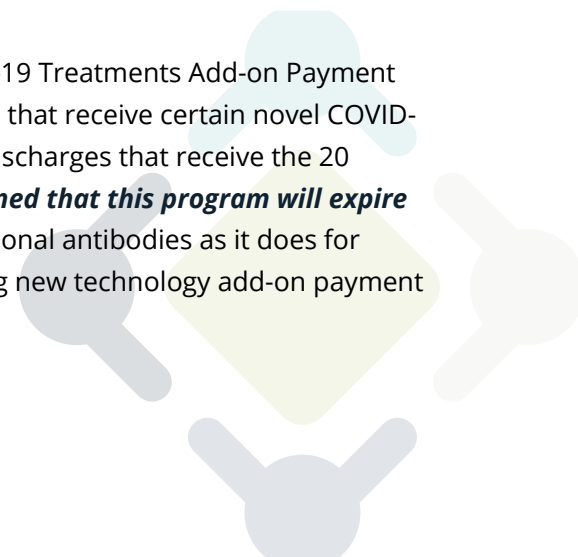 19 Treatments Add-on Payment
that receive certain novel COVID-
scharges that receive the 20
ned that this program will expire
onal antibodies as it does for
g new technology add-on payment